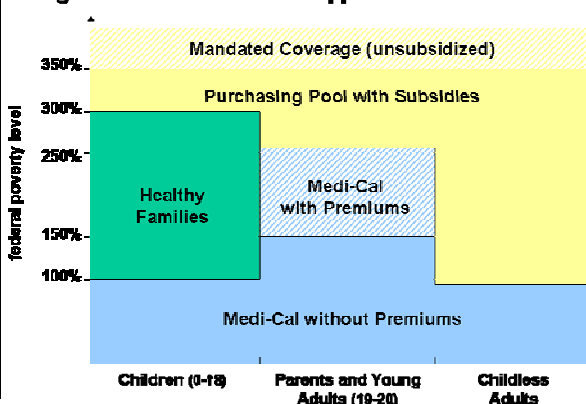 Mandated Coverage (unsubsidized)
350%
Purchasing Pool with Subsidies
300%
250%
Healthy
Families
Medi-Cal
with Premiums
150%
100%
Medi-Cal without Premiums
federal poverty level
Children (0-18)
Parents and Young
Adults (19-20)
Childless
Adults